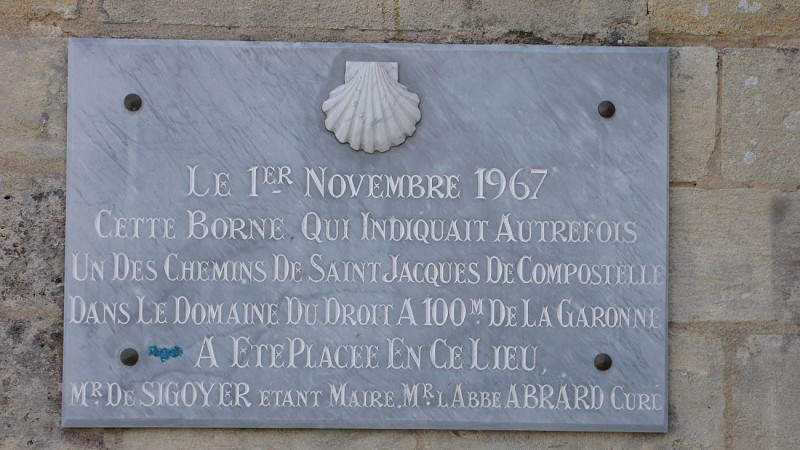 LE 1ER NOVEMBRE 1967
CETTE BORNE QUI INDIQUAIT AUTREFOIS
UN DES CHEMINS DE SAINT JACQUES DE COMPOSTELLE
DANS LE DOMAINE DU DROIT A 100M. DE LA GARONNE
A ETE PLACEE EN CE LIEU,
MR DE SIGOYER ETANT MAIRE. MR L'ABBE ABRARD CURE